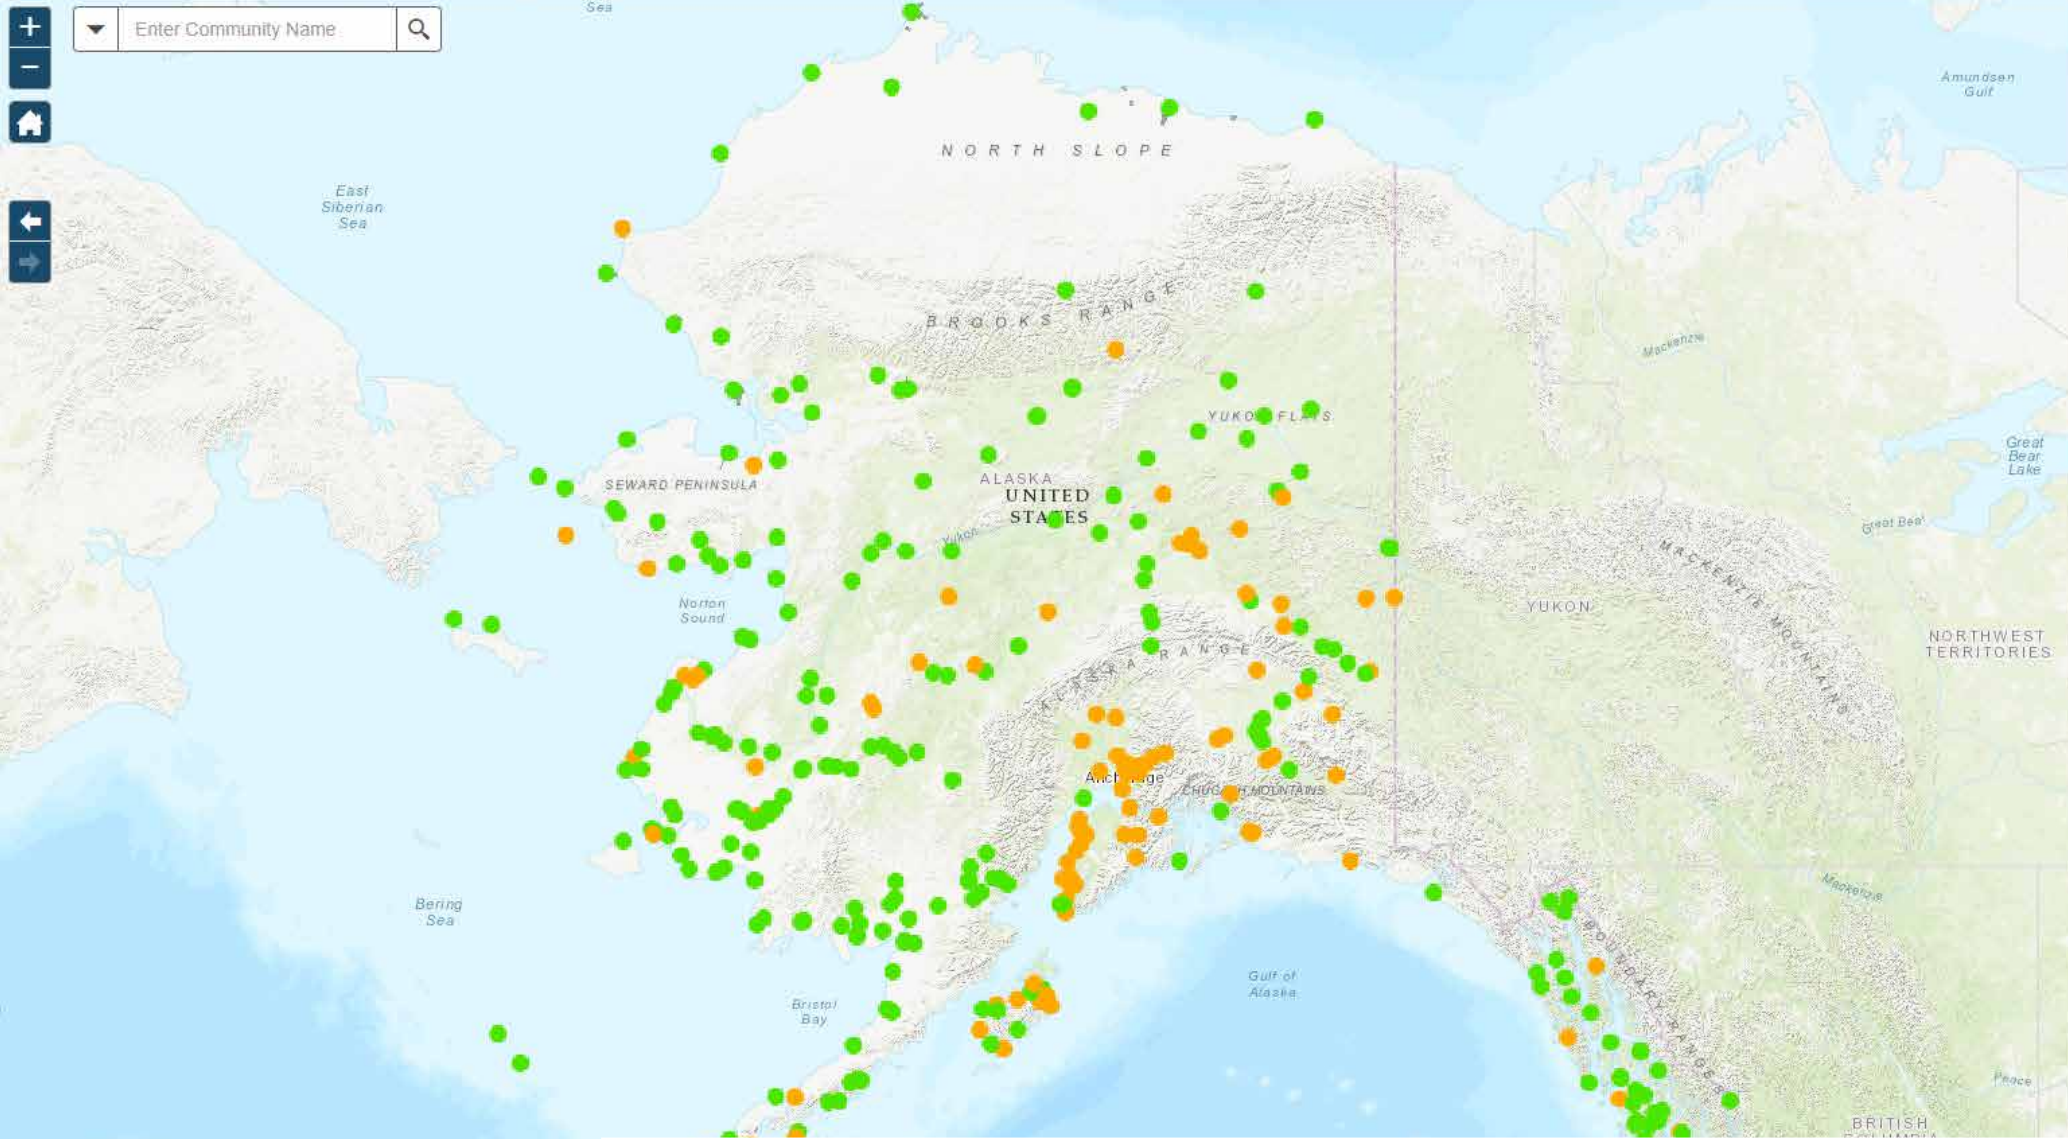 Sea
+
Enter Community Name
−
Amundsen
Gulf
NORTH SLOPE
East
Siberian
Sea
BROOKS RANGE
Mackenzie
YUKON FLATS
Great
Bear
Lake
SEWARD PENINSULA
ALASKA
UNITED
STATES
Yukon
Great Bear
MACKENZIE MOUNTAINS
Norton
Sound
YUKON
NORTHWEST
TERRITORIES
ALASKA RANGE
Anchorage
CHUGACH MOUNTAINS
Mackenzie
Bering
Sea
BOUNDARY RANGES
Gulf of
Alaska
Bristol
Bay
Peace
BRITISH
COLUMBIA